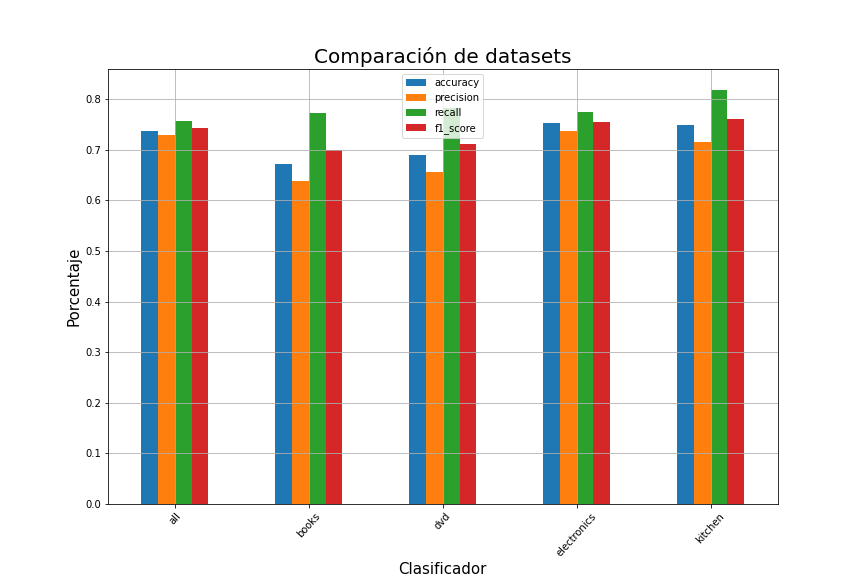 Comparación de datasets
accuracy
precision
recall
f1_score
Porcentaje
0.8
0.7
0.6
0.5
0.4
0.3
0.2
0.1
0.0
all
books
dvd
electronics
kitchen
Clasificador